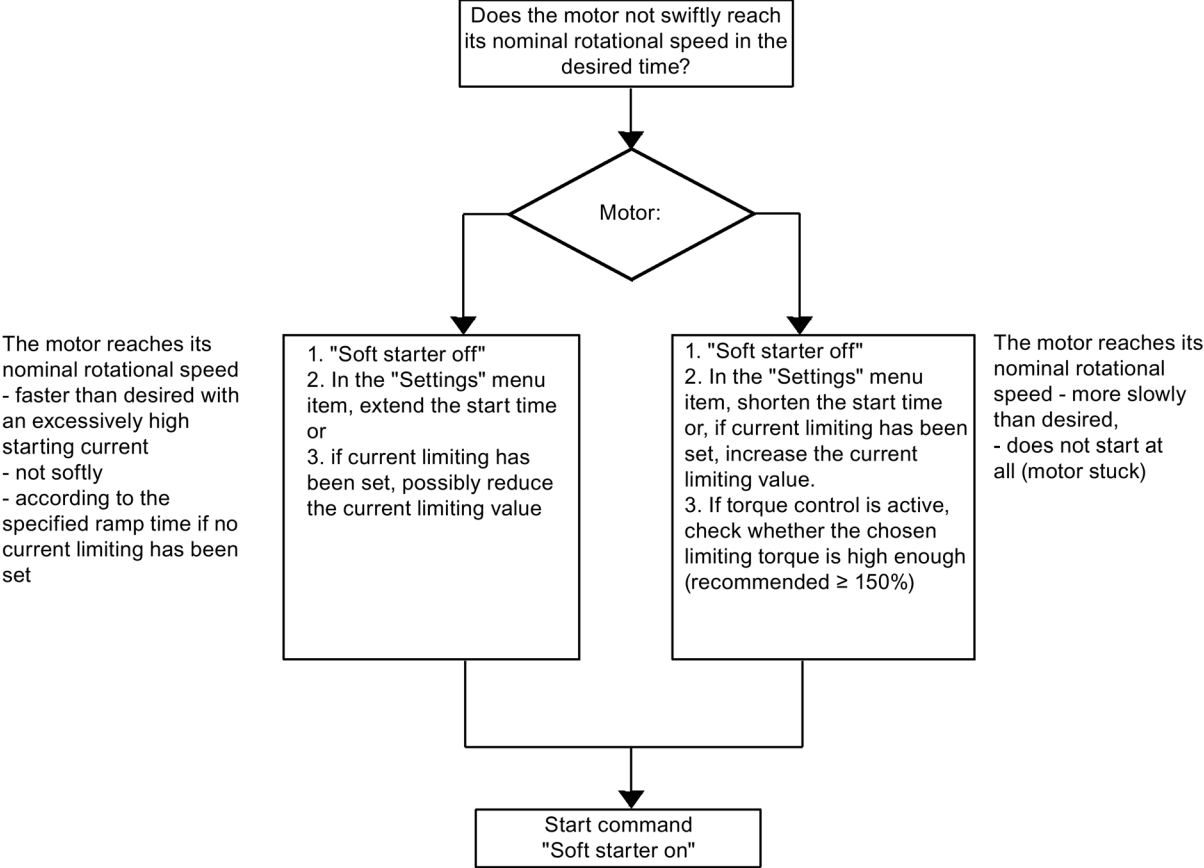 Does the motor not swiftly reach
its nominal rotational speed in the
desired time?
Motor:
The motor reaches its
nominal rotational speed
- faster than desired with
an excessively high
starting current
- not softly
- according to the
specified ramp time if no
current limiting has been
set
1. "Soft starter off"
2. In the "Settings" menu
item, extend the start time
or
3. if current limiting has
been set, possibly reduce
the current limiting value
1. "Soft starter off"
2. In the "Settings" menu
item, shorten the start time
or, if current limiting has been
set, increase the current
limiting value.
3. If torque control is active,
check whether the chosen
limiting torque is high enough
(recommended ≥ 150%)
The motor reaches its
nominal rotational
speed - more slowly
than desired,
- does not start at
all (motor stuck)
Start command
"Soft starter on"